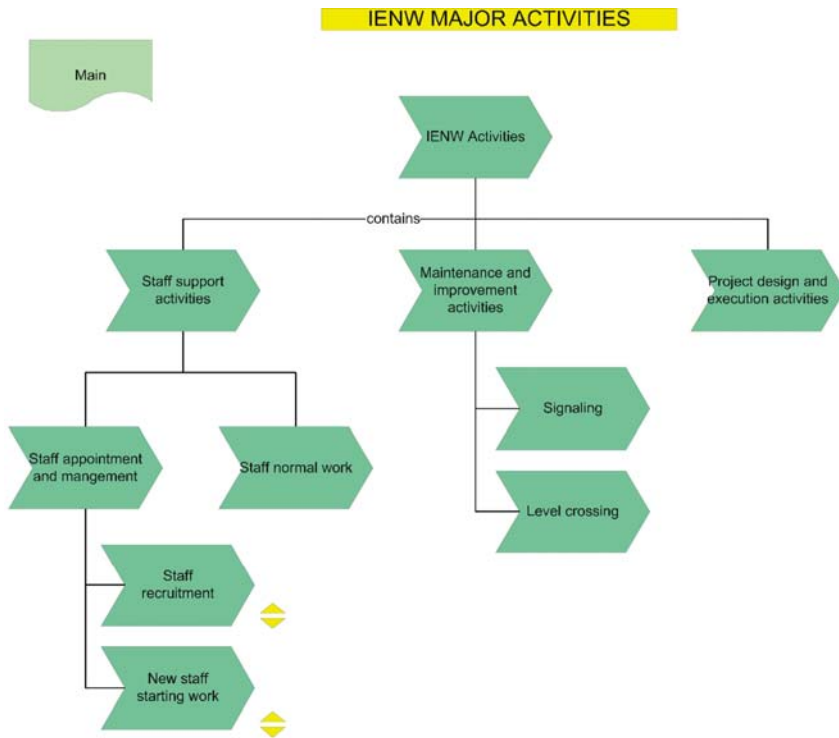 IENW MAJOR ACTIVITIES
Main
IENW Activities
contains
Staff support
activities
Maintenance and
improvement
activities
Project design and
execution activities
Signaling
Staff appointment
and mangement
Staff normal work
Level crossing
Staff
recruitment
New staff
starting work